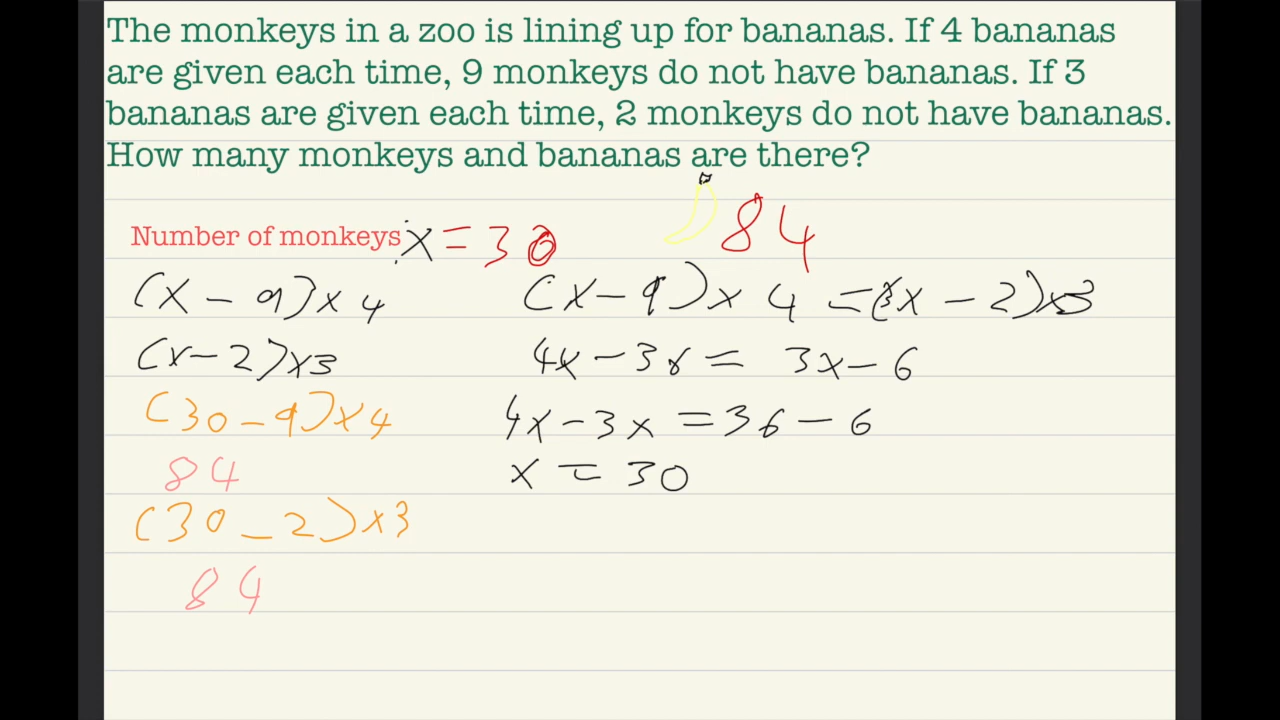 The monkeys in a zoo is lining up for bananas. If 4 bananas
are given each time, 9 monkeys do not have bananas. If 3
bananas are given each time, 2 monkeys do not have bananas.
How many monkeys and bananas are there?
Number of monkeys: x = 30
84
(x - 9) x 4
(x - 2) x 3
(30 - 9) x 4
84
(30 - 2) x 3
84
(x - 9) x 4 = (x - 2) x 3
4x - 36 = 3x - 6
4x - 3x = 36 - 6
x = 30